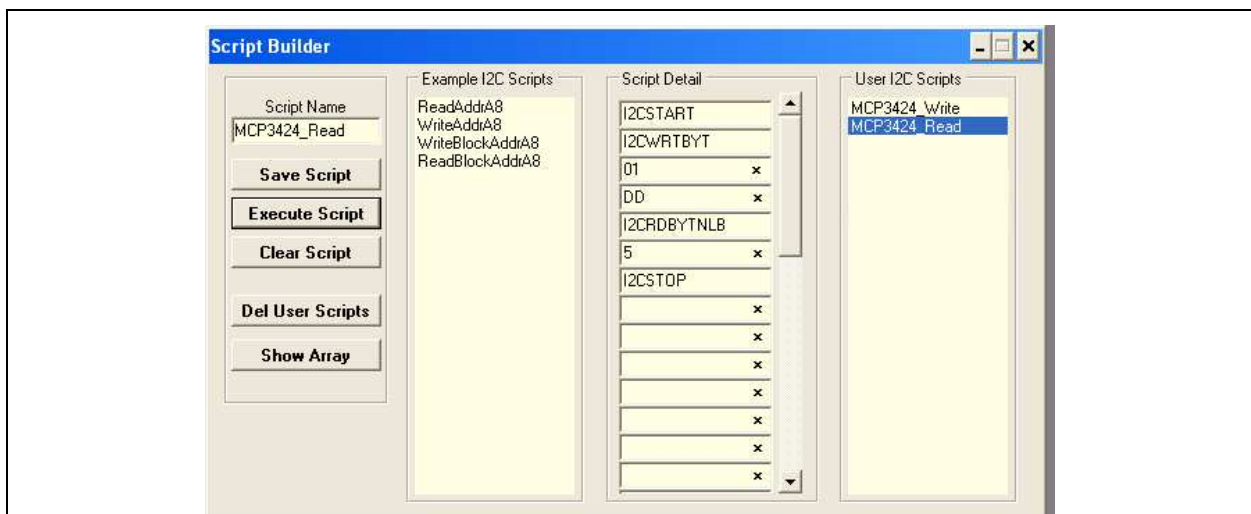 Script Builder
Script Name
MCP3424_Read
Save Script
Execute Script
Clear Script
Del User Scripts
Show Array
Example I2C Scripts
ReadAddrA8
WriteAddrA8
WriteBlockAddrA8
ReadBlockAddrA8
Script Detail
I2CSTART
I2CWRTBYT
01 ×
DD ×
I2CRDBYTNLB
5 ×
I2CSTOP
×
×
×
×
×
×
×
User I2C Scripts
MCP3424_Write
MCP3424_Read